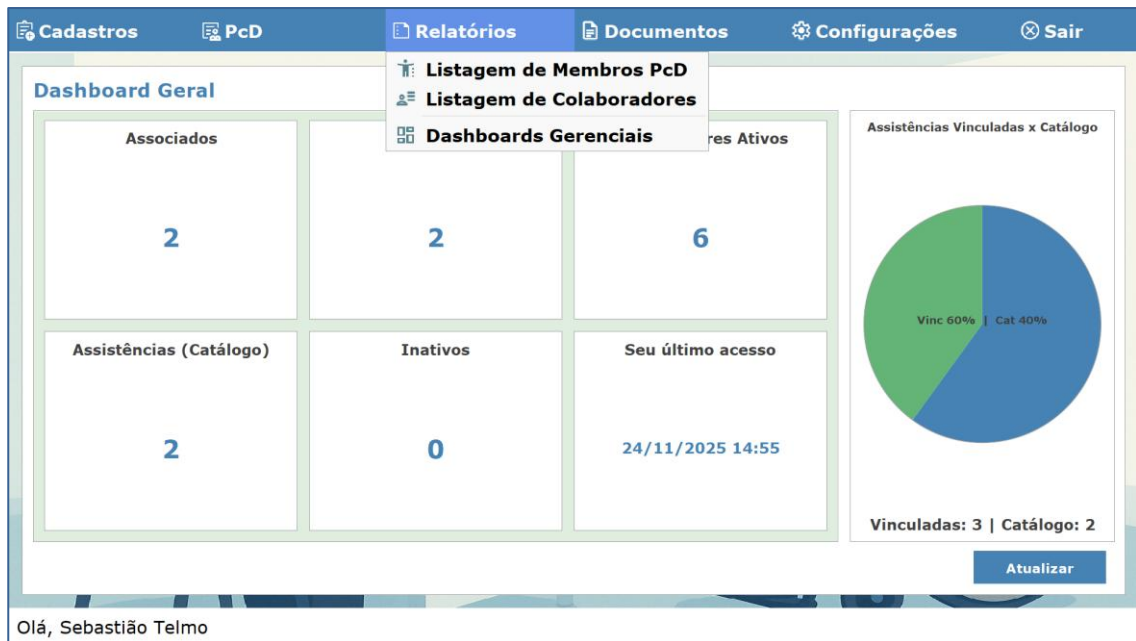 Cadastros PcD Relatórios Documentos Configurações Sair
Listagem de Membros PcD
Listagem de Colaboradores
Dashboards Gerenciais
Dashboard Geral
Associados
2
2
res Ativos
6
Assistências (Catálogo)
2
Inativos
0
Seu último acesso
24/11/2025 14:55
Assistências Vinculadas x Catálogo
Vinc 60% | Cat 40%
Vinculadas: 3 | Catálogo: 2
Atualizar
Olá, Sebastião Telmo